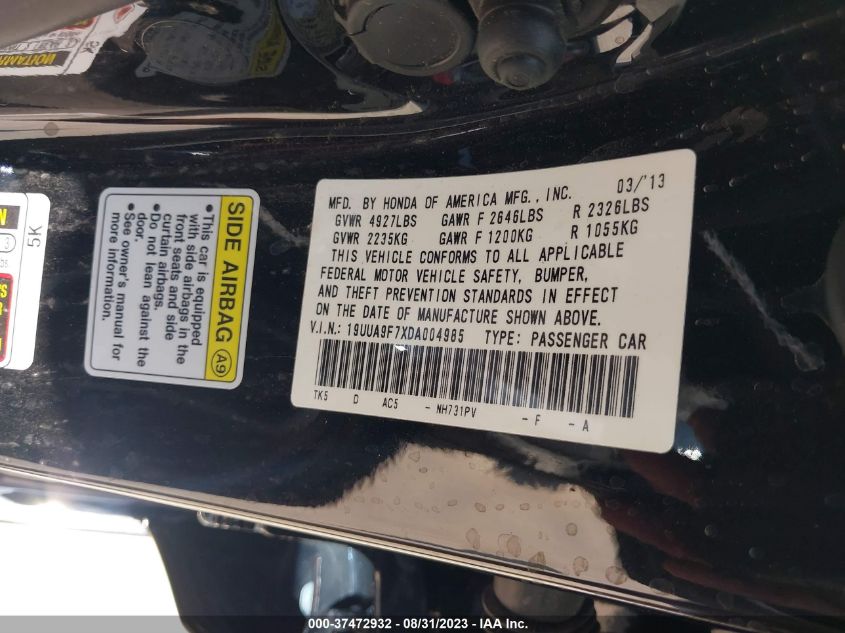 MFD. BY HONDA OF AMERICA MFG., INC. 03/'13
GVWR 4927LBS GAWR F 2646LBS R 2326LBS
GVWR 2235KG GAWR F 1200KG R 1055KG
THIS VEHICLE CONFORMS TO ALL APPLICABLE
FEDERAL MOTOR VEHICLE SAFETY, BUMPER,
AND THEFT PREVENTION STANDARDS IN EFFECT
ON THE DATE OF MANUFACTURE SHOWN ABOVE.
V.I.N.: 19UUA9F7XDA004985 TYPE: PASSENGER CAR
TK5 D AC5 - NH731PV - F - A
SIDE AIRBAG A9
• This car is equipped
with side airbags in the
front seats and side
curtain airbags.
• Do not lean against the
door.
• See owner's manual for
more information.
5K
3
000-37472932 - 08/31/2023 - IAA Inc.